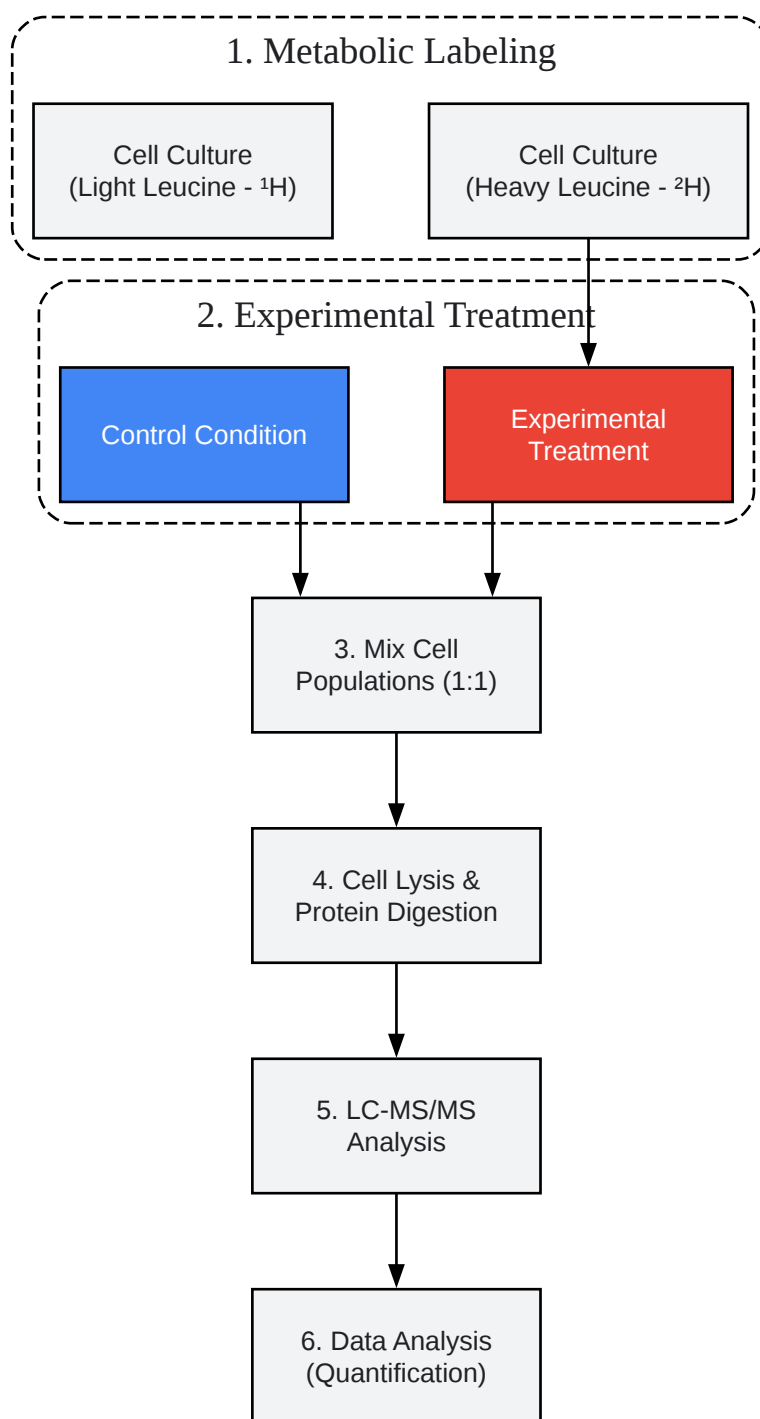 1. Metabolic Labeling
Cell Culture
(Light Leucine - ¹H)
Cell Culture
(Heavy Leucine - ²H)
2. Experimental Treatment
Control Condition
Experimental
Treatment
3. Mix Cell
Populations (1:1)
4. Cell Lysis &
Protein Digestion
5. LC-MS/MS
Analysis
6. Data Analysis
(Quantification)